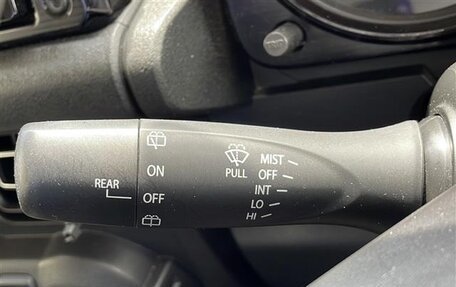 REAR
ON
OFF
PULL
MIST
OFF
INT
LO
HI